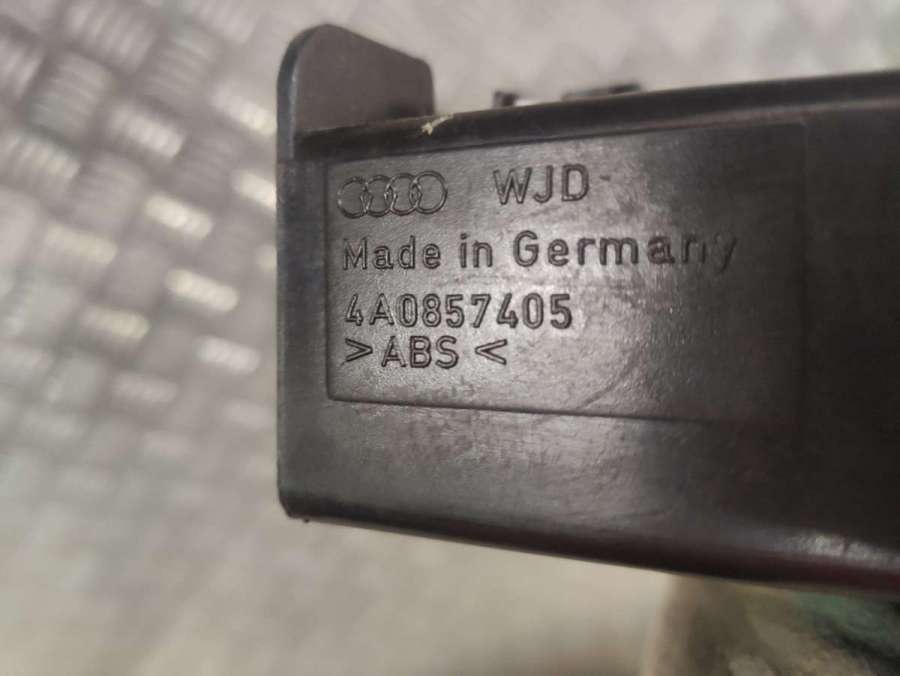 WJD
Made in Germany
4A0857405
>ABS<